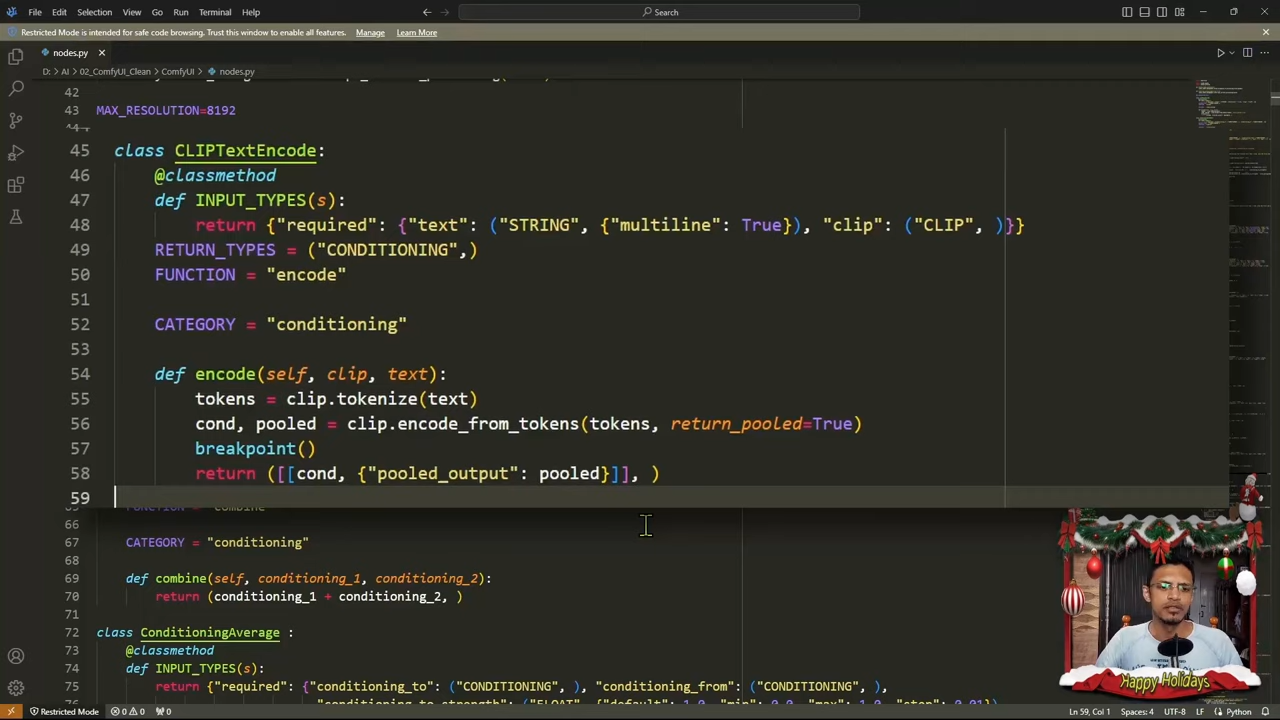 File Edit Selection View Go Run Terminal Help
Search
Restricted Mode is intended for safe code browsing. Trust this window to enable all features. Manage Learn More
nodes.py
D: > AI > 02_ComfyUI_Clean > ComfyUI > nodes.py
42
43 MAX_RESOLUTION=8192
45 class CLIPTextEncode:
46 @classmethod
47 def INPUT_TYPES(s):
48 return {"required": {"text": ("STRING", {"multiline": True}), "clip": ("CLIP", )}}
49 RETURN_TYPES = ("CONDITIONING",)
50 FUNCTION = "encode"
51
52 CATEGORY = "conditioning"
53
54 def encode(self, clip, text):
55 tokens = clip.tokenize(text)
56 cond, pooled = clip.encode_from_tokens(tokens, return_pooled=True)
57 breakpoint()
58 return ([[cond, {"pooled_output": pooled}]], )
59
66
67 CATEGORY = "conditioning"
68
69 def combine(self, conditioning_1, conditioning_2):
70 return (conditioning_1 + conditioning_2, )
71
72 class ConditioningAverage :
73 @classmethod
74 def INPUT_TYPES(s):
75 return {"required": {"conditioning_to": ("CONDITIONING", ), "conditioning_from": ("CONDITIONING", ),
Happy Holidays
Restricted Mode 0 0 0 Ln 59, Col 1 Spaces: 4 UTF-8 LF Python